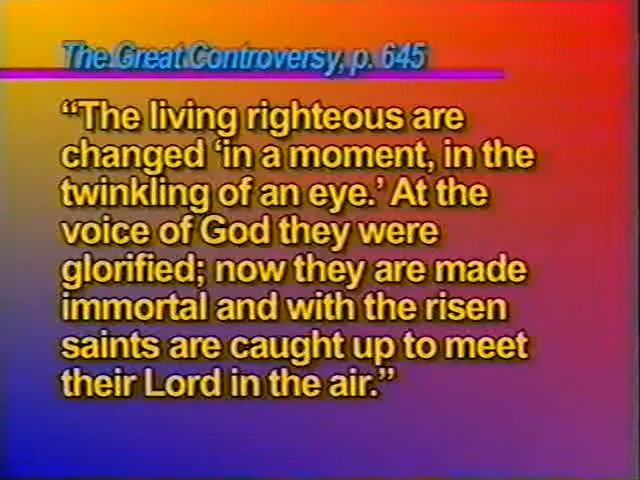 The Great Controversy, p. 645
“The living righteous are
changed ‘in a moment, in the
twinkling of an eye.’ At the
voice of God they were
glorified; now they are made
immortal and with the risen
saints are caught up to meet
their Lord in the air.”